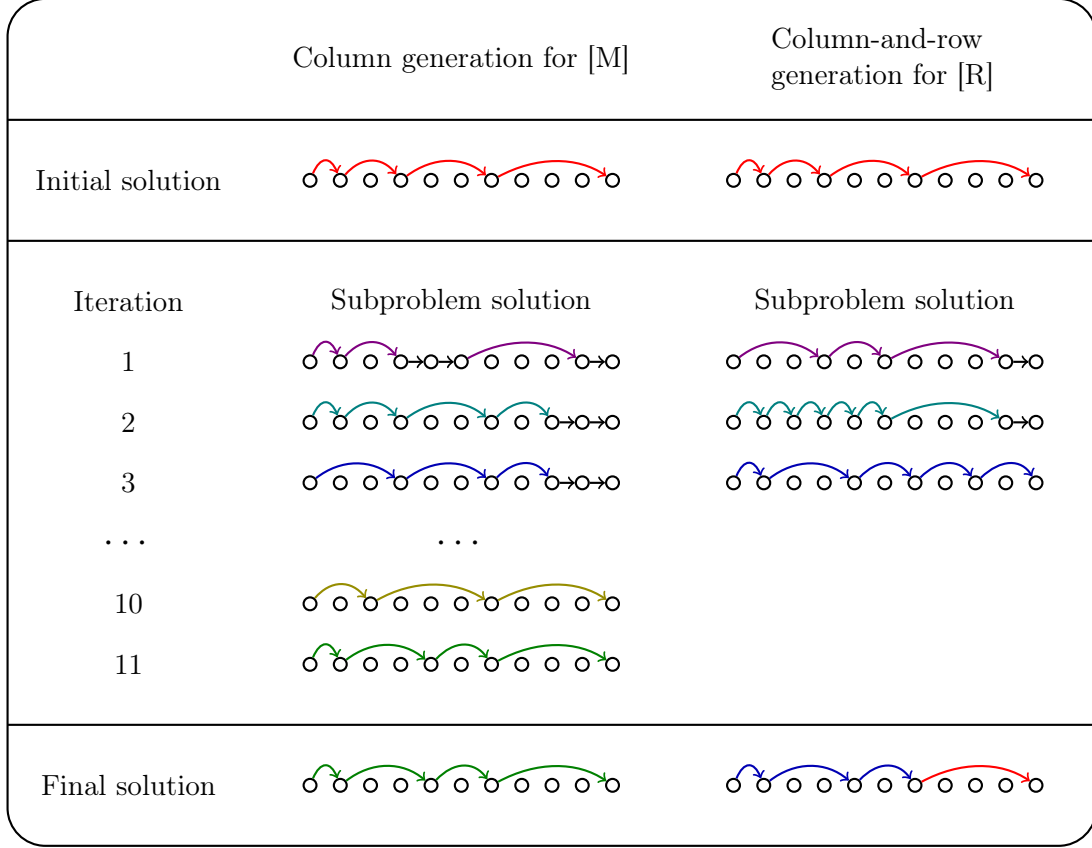 Column generation for [M]
Column-and-row
generation for [R]
Initial solution
Iteration
Subproblem solution
Subproblem solution
1
2
3
. . .
. . .
10
11
Final solution